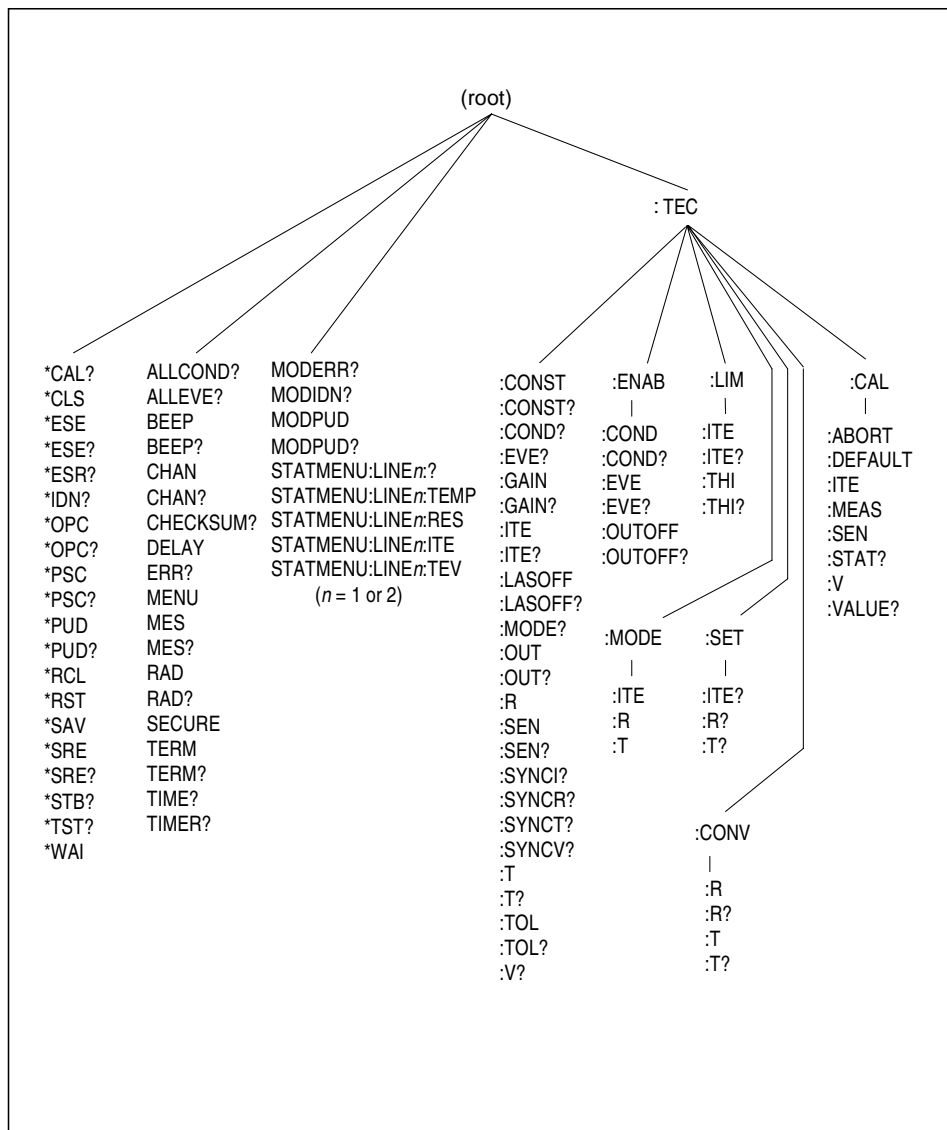 (root)
: TEC
*CAL?
*CLS
*ESE
*ESE?
*ESR?
*IDN?
*OPC
*OPC?
*PSC
*PSC?
*PUD
*PUD?
*RCL
*RST
*SAV
*SRE
*SRE?
*STB?
*TST?
*WAI
ALLCOND?
ALLEVE?
BEEP
BEEP?
CHAN
CHAN?
CHECKSUM?
DELAY
ERR?
MENU
MES
MES?
RAD
RAD?
SECURE
TERM
TERM?
TIME?
TIMER?
MODERR?
MODIDN?
MODPUD
MODPUD?
STATMENU:LINEn:?
STATMENU:LINEn:TEMP
STATMENU:LINEn:RES
STATMENU:LINEn:ITE
STATMENU:LINEn:TEV
(n = 1 or 2)
:CONST
:CONST?
:COND?
:EVE?
:GAIN
:GAIN?
:ITE
:ITE?
:LASOFF
:LASOFF?
:MODE?
:OUT
:OUT?
:R
:SEN
:SEN?
:SYNCI?
:SYNCR?
:SYNCT?
:SYNCV?
:T
:T?
:TOL
:TOL?
:V?
:ENAB
:COND
:COND?
:EVE
:EVE?
:OUTOFF
:OUTOFF?
:LIM
:ITE
:ITE?
:THI
:THI?
:MODE
:ITE
:R
:T
:SET
:ITE?
:R?
:T?
:CONV
:R
:R?
:T
:T?
:CAL
:ABORT
:DEFAULT
:ITE
:MEAS
:SEN
:STAT?
:V
:VALUE?